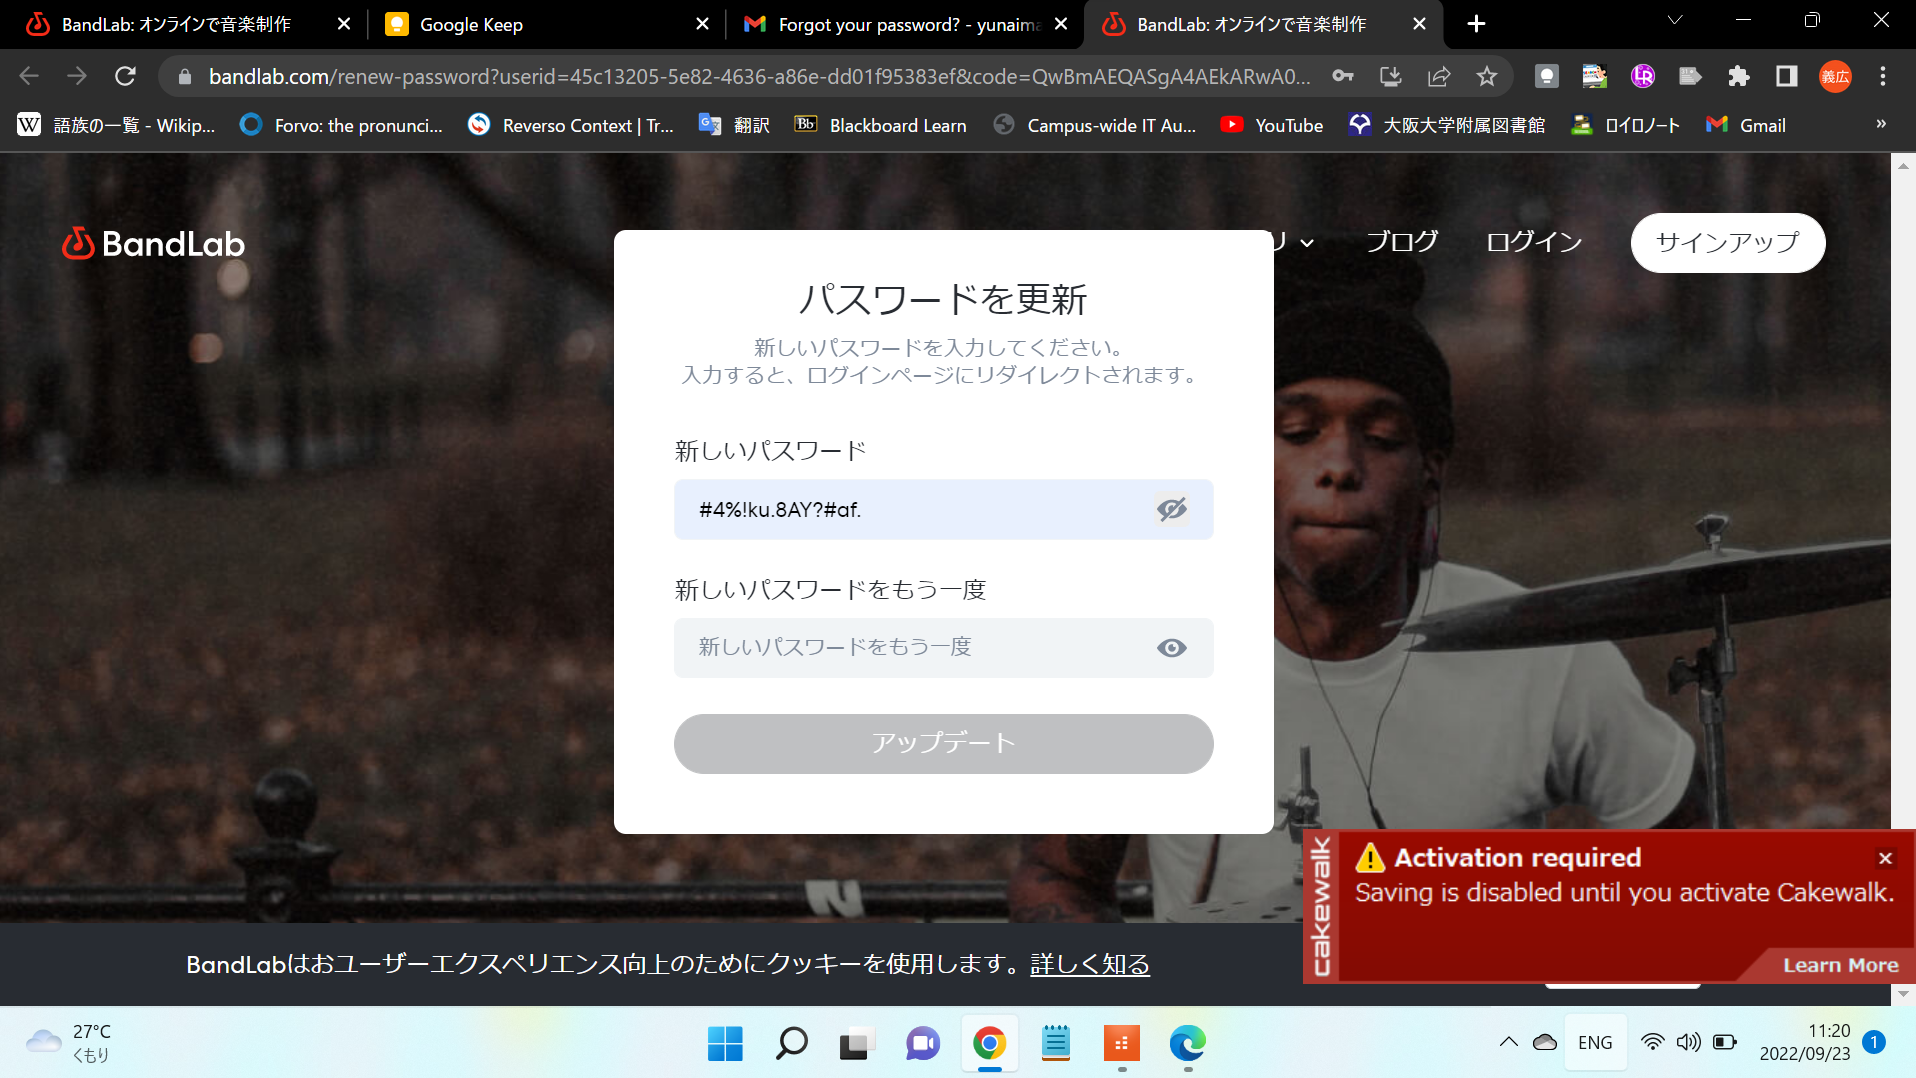 BandLab: オンラインで音楽制作
Google Keep
Forgot your password? - yunaima
BandLab: オンラインで音楽制作
bandlab.com/renew-password?userid=45c13205-5e82-4636-a86e-dd01f95383ef&code=QwBmAEQASgA4AEkARwA0...
義広
語族の一覧 - Wikip...
Forvo: the pronunci...
Reverso Context | Tr...
翻訳
Blackboard Learn
Campus-wide IT Au...
YouTube
大阪大学附属図書館
ロイロノート
Gmail
BandLab
リ
ブログ
ログイン
サインアップ
パスワードを更新
新しいパスワードを入力してください。
入力すると、ログインページにリダイレクトされます。
新しいパスワード
#4%!ku.8AY?#af.
新しいパスワードをもう一度
新しいパスワードをもう一度
アップデート
cakewalk
Activation required
Saving is disabled until you activate Cakewalk.
Learn More
BandLabはおユーザーエクスペリエンス向上のためにクッキーを使用します。詳しく知る
27°C
くもり
ENG
11:20
2022/09/23
1